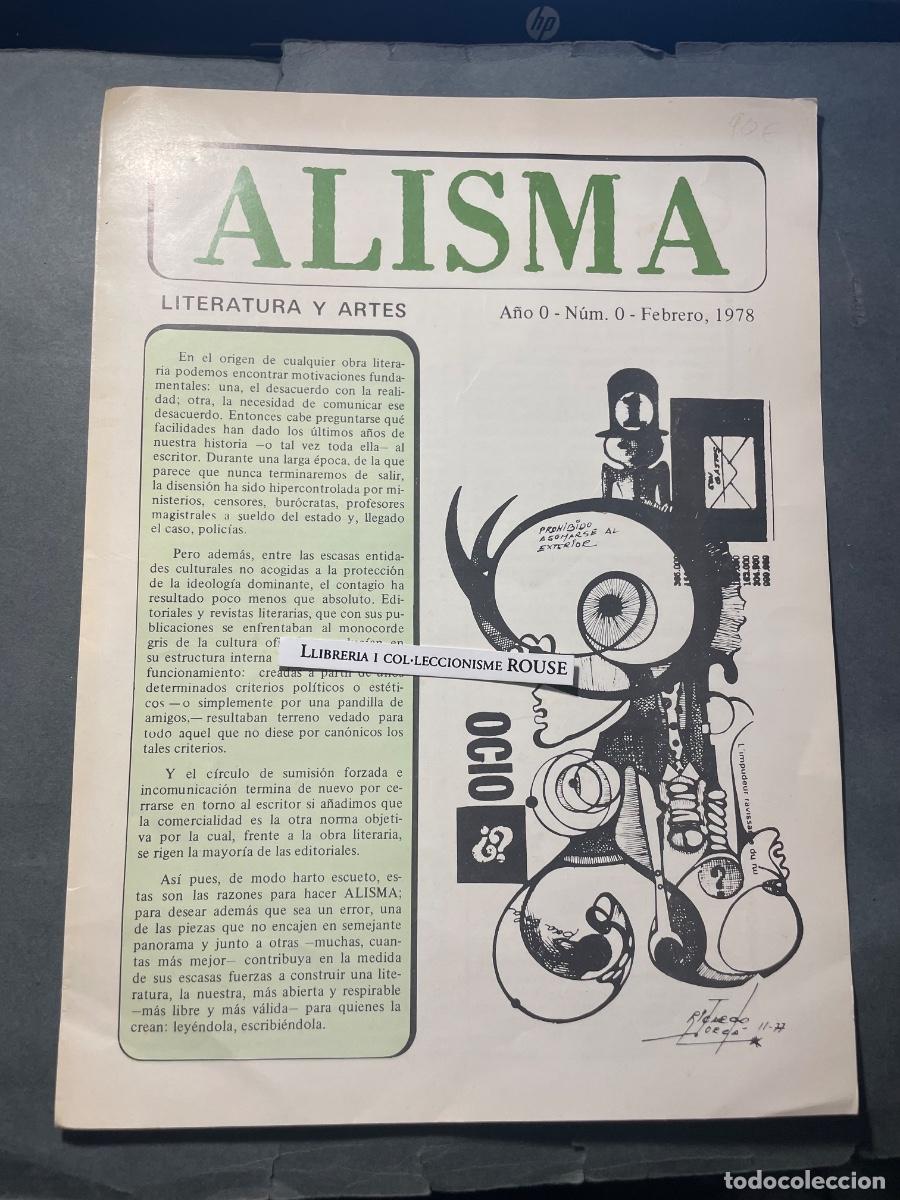 hp
90€
ALISMA
LITERATURA Y ARTES
Año 0 - Núm. 0 - Febrero, 1978
En el origen de cualquier obra litera-
ria podemos encontrar motivaciones funda-
mentales: una, el desacuerdo con la reali-
dad; otra, la necesidad de comunicar ese
desacuerdo. Entonces cabe preguntarse qué
facilidades han dado los últimos años de
nuestra historia —o tal vez toda ella— al
escritor. Durante una larga época, de la que
parece que nunca terminaremos de salir,
la disensión ha sido hipercontrolada por mi-
nisterios, censores, burócratas, profesores
magistrales a sueldo del estado y, llegado
el caso, policías.
Pero además, entre las escasas entida-
des culturales no acogidas a la protección
de la ideología dominante, el contagio ha
resultado poco menos que absoluto. Edi-
toriales y revistas literarias, que con sus pu-
blicaciones se enfrentaban al monocorde
gris de la cultura en
su estructura interna
funcionamiento: creadas a partir de
determinados criterios políticos o estéti-
cos —o simplemente por una pandilla de
amigos,— resultaban terreno vedado para
todo aquel que no diese por canónicos los
tales criterios.
Y el círculo de sumisión forzada e
incomunicación termina de nuevo por ce-
rrarse en torno al escritor si añadimos que
la comercialidad es la otra norma objeti-
va por la cual, frente a la obra literaria,
se rigen la mayoría de las editoriales.
Así pues, de modo harto escueto, es-
tas son las razones para hacer ALISMA;
para desear además que sea un error, una
de las piezas que no encajen en semejante
panorama y junto a otras —muchas, cuan-
tas más mejor— contribuya en la medida
de sus escasas fuerzas a construir una lite-
ratura, la nuestra, más abierta y respirable
—más libre y más válida— para quienes la
crean: leyéndola, escribiéndola.
LLIBRERIA I COL·LECCIONISME ROUSE
1
PROHIBIDO
ASOMARSE AL
EXTERIOR
OCIO
L'impudeur du nu
11-77
todocoleccion